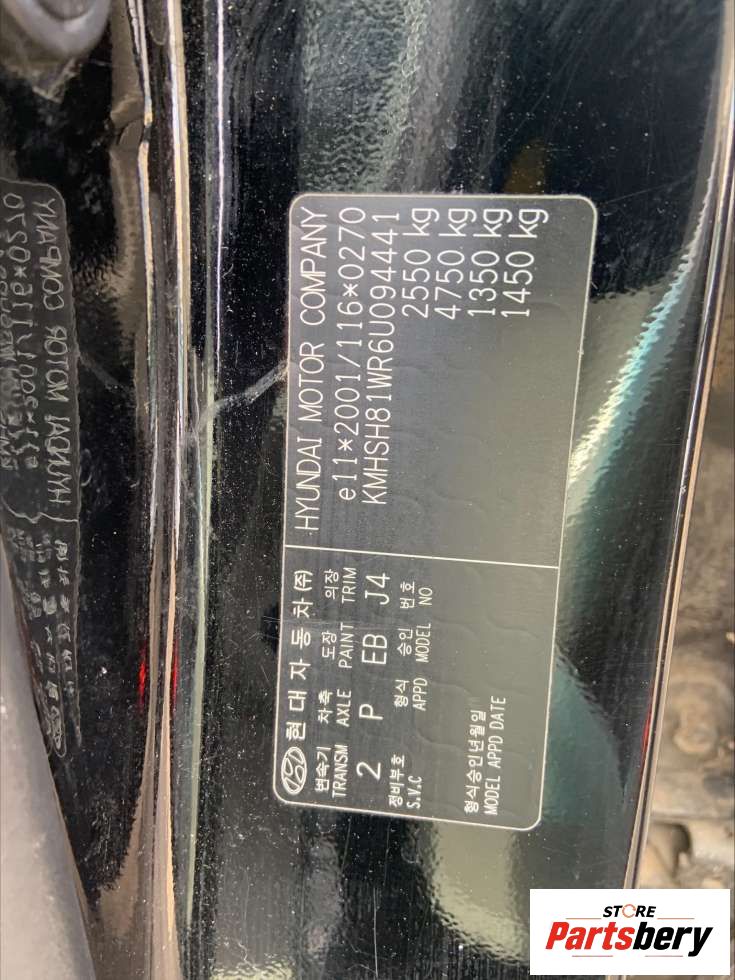 현대자동차(주)
변속기 차축 도장 의장
TRANSM AXLE PAINT TRIM
2 P EB J4
정비부호 형식 승인 번호
S.V.C APPD MODEL NO
형식승인년월일
MODEL APPD DATE
HYUNDAI MOTOR COMPANY
e11*2001/116*0270
KMHSH81WR6U094441
2550 kg
4750 kg
1350 kg
1450 kg
HYUNDAI MOTOR COMPANY
STORE
Partsbery